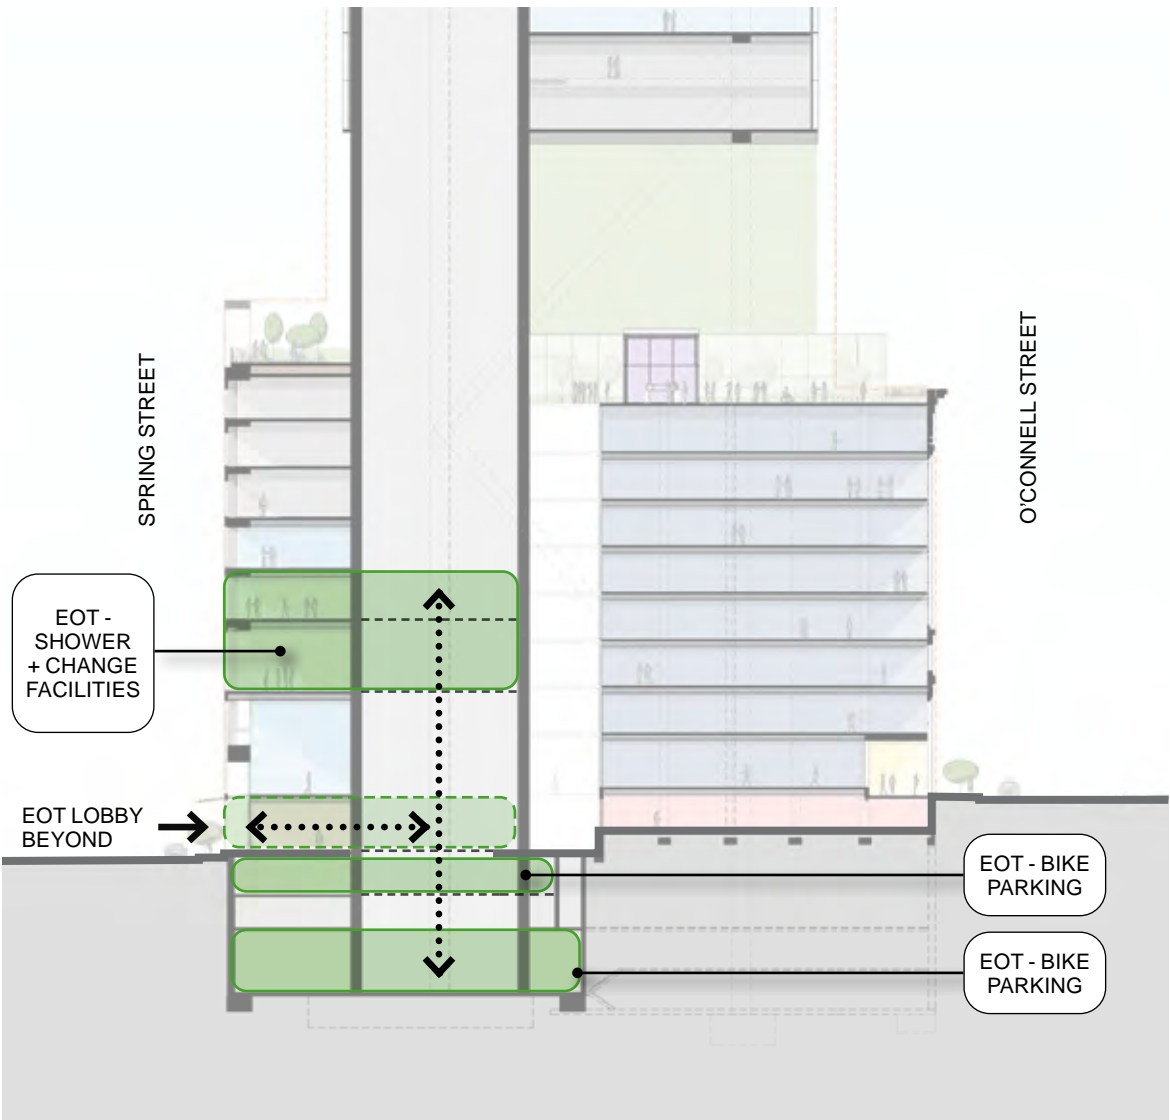 SPRING STREET
O'CONNELL STREET
EOT -
SHOWER
+ CHANGE
FACILITIES
EOT LOBBY
BEYOND
EOT - BIKE
PARKING
EOT - BIKE
PARKING